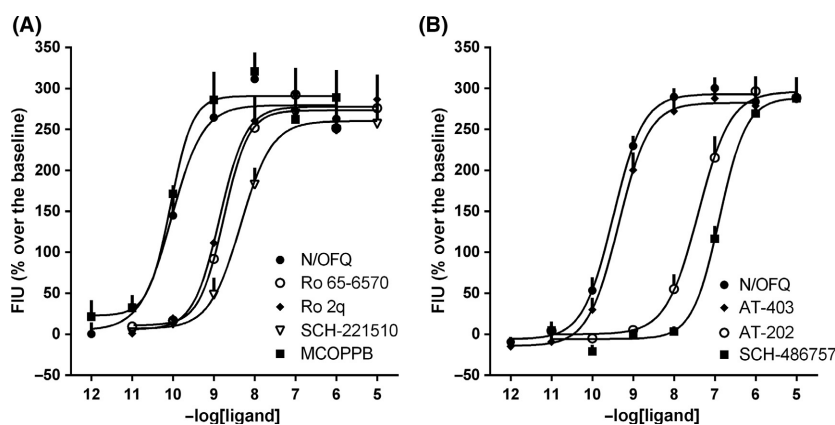 (A)
FIU (% over the baseline)
350
300
250
200
150
100
50
0
−50
N/OFQ
Ro 65-6570
Ro 2q
SCH-221510
MCOPPB
12 11 10 9 8 7 6 5
−log[ligand]
(B)
FIU (% over the baseline)
350
300
250
200
150
100
50
0
−50
N/OFQ
AT-403
AT-202
SCH-486757
12 11 10 9 8 7 6 5
−log[ligand]